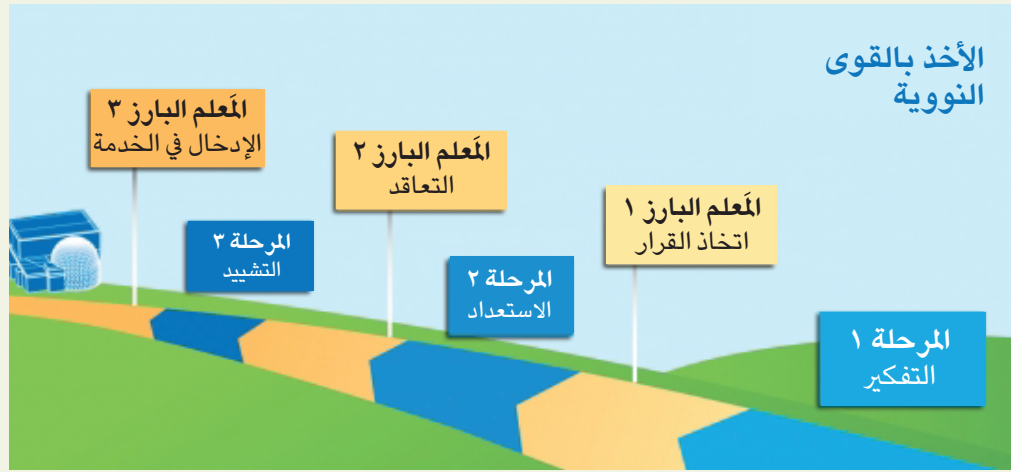 الأخذ بالقوى
النووية
المرحلة ١
التفكير
المَعلم البارز ١
اتخاذ القرار
المرحلة ٢
الاستعداد
المَعلم البارز ٢
التعاقد
المرحلة ٣
التشييد
المَعلم البارز ٣
الإدخال في الخدمة